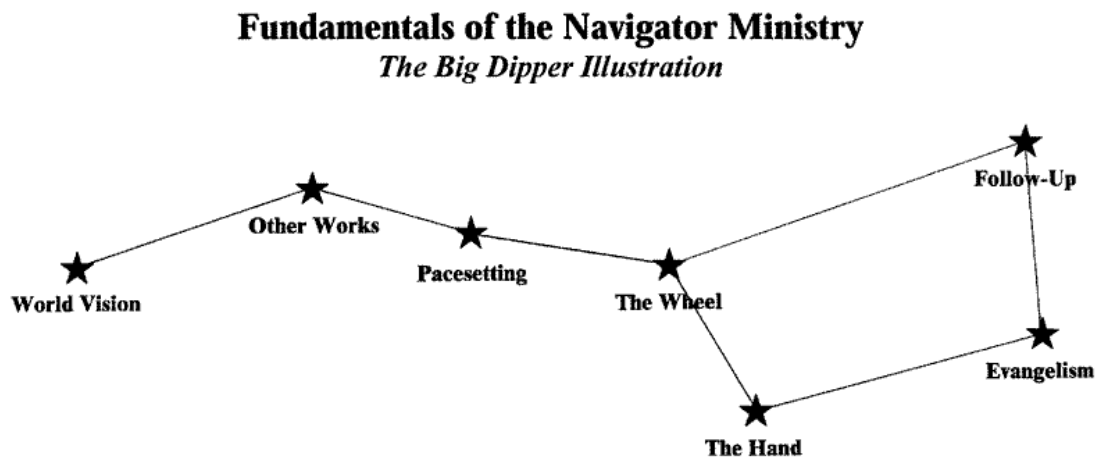 Fundamentals of the Navigator Ministry
The Big Dipper Illustration
Follow-Up
Other Works
Pacesetting
World Vision
The Wheel
Evangelism
The Hand